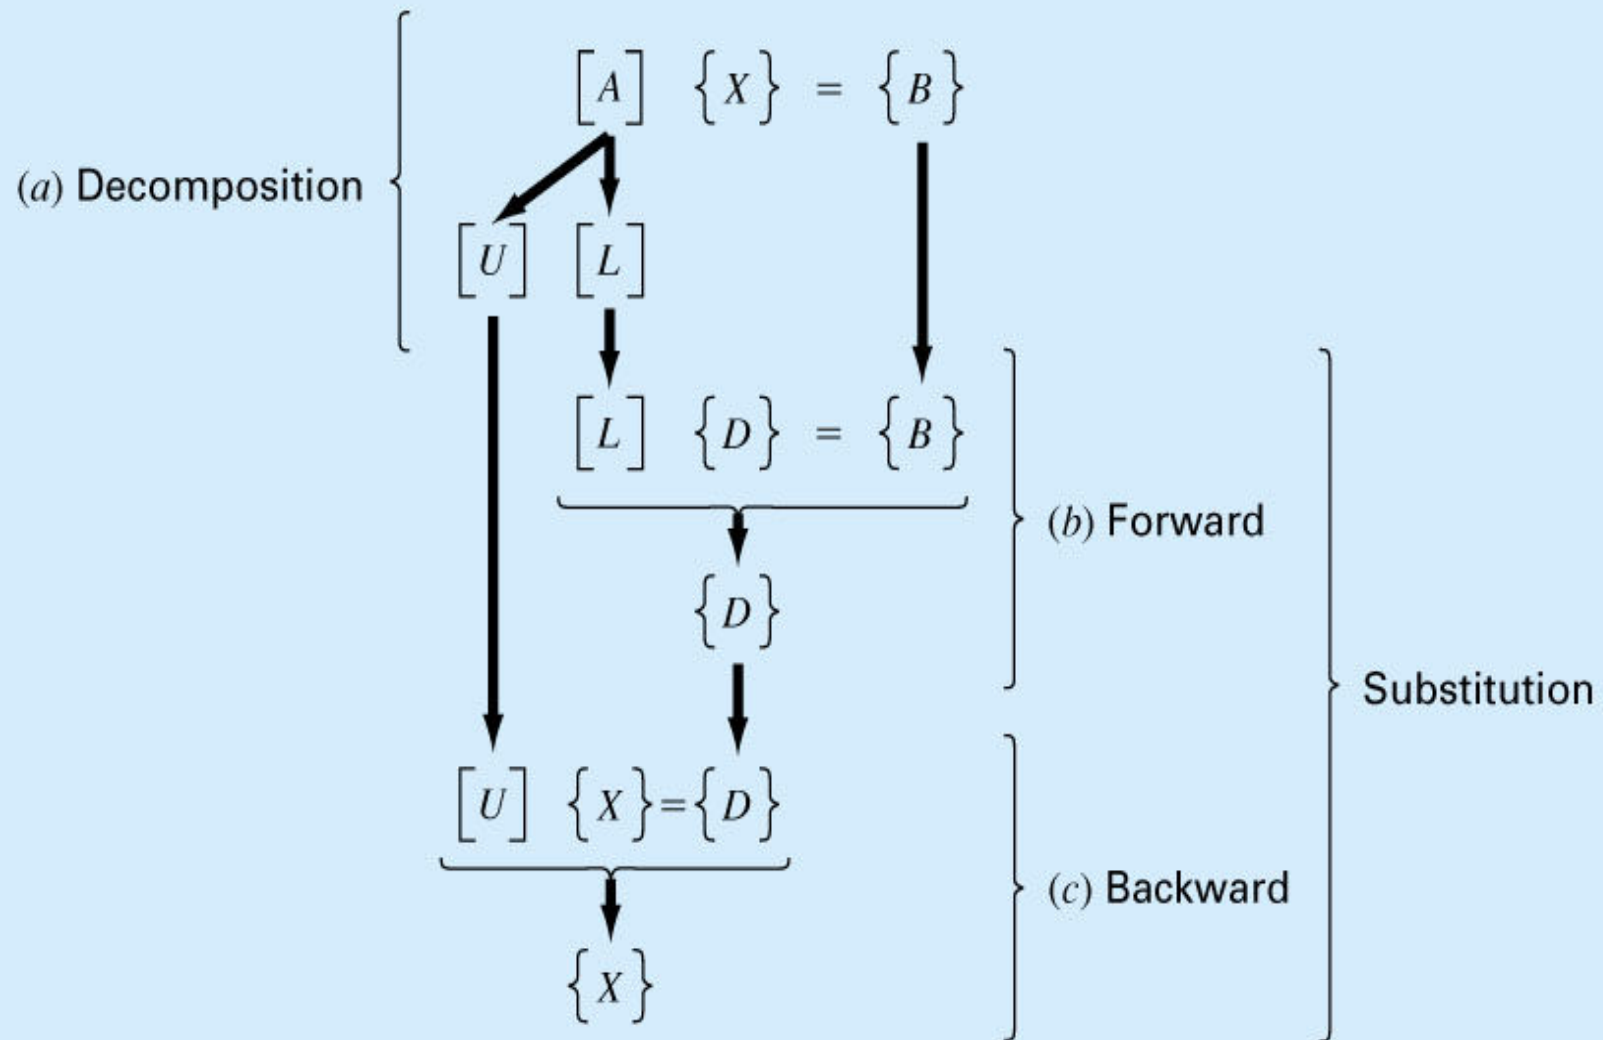 [A] {X} = {B}
(a) Decomposition
[U] [L]
[L] {D} = {B}
(b) Forward
{D}
Substitution
[U] {X}={D}
(c) Backward
{X}